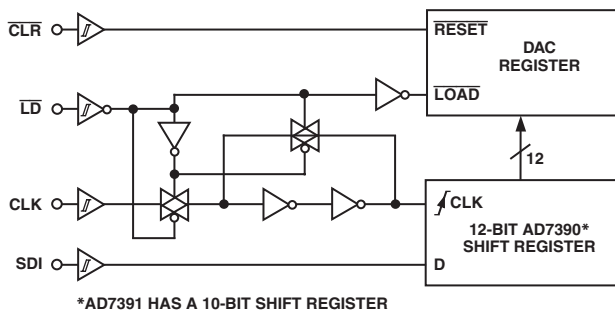 CLR
RESET
DAC
REGISTER
LD
LOAD
12
CLK
CLK
12-BIT AD7390*
SHIFT REGISTER
SDI
D
*AD7391 HAS A 10-BIT SHIFT REGISTER